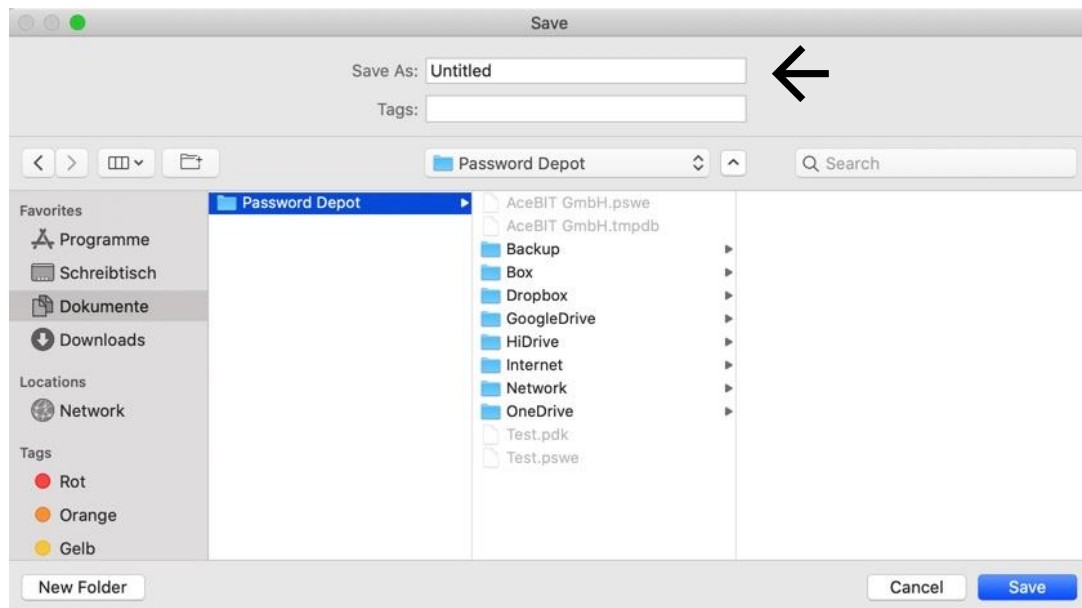 Save
Save As: Untitled
Tags:
Password Depot
Search
Favorites
Programme
Schreibtisch
Dokumente
Downloads
Locations
Network
Tags
Rot
Orange
Gelb
Password Depot
AceBIT GmbH.pswe
AceBIT GmbH.tmpdb
Backup
Box
Dropbox
GoogleDrive
HiDrive
Internet
Network
OneDrive
Test.pdk
Test.pswe
New Folder
Cancel
Save